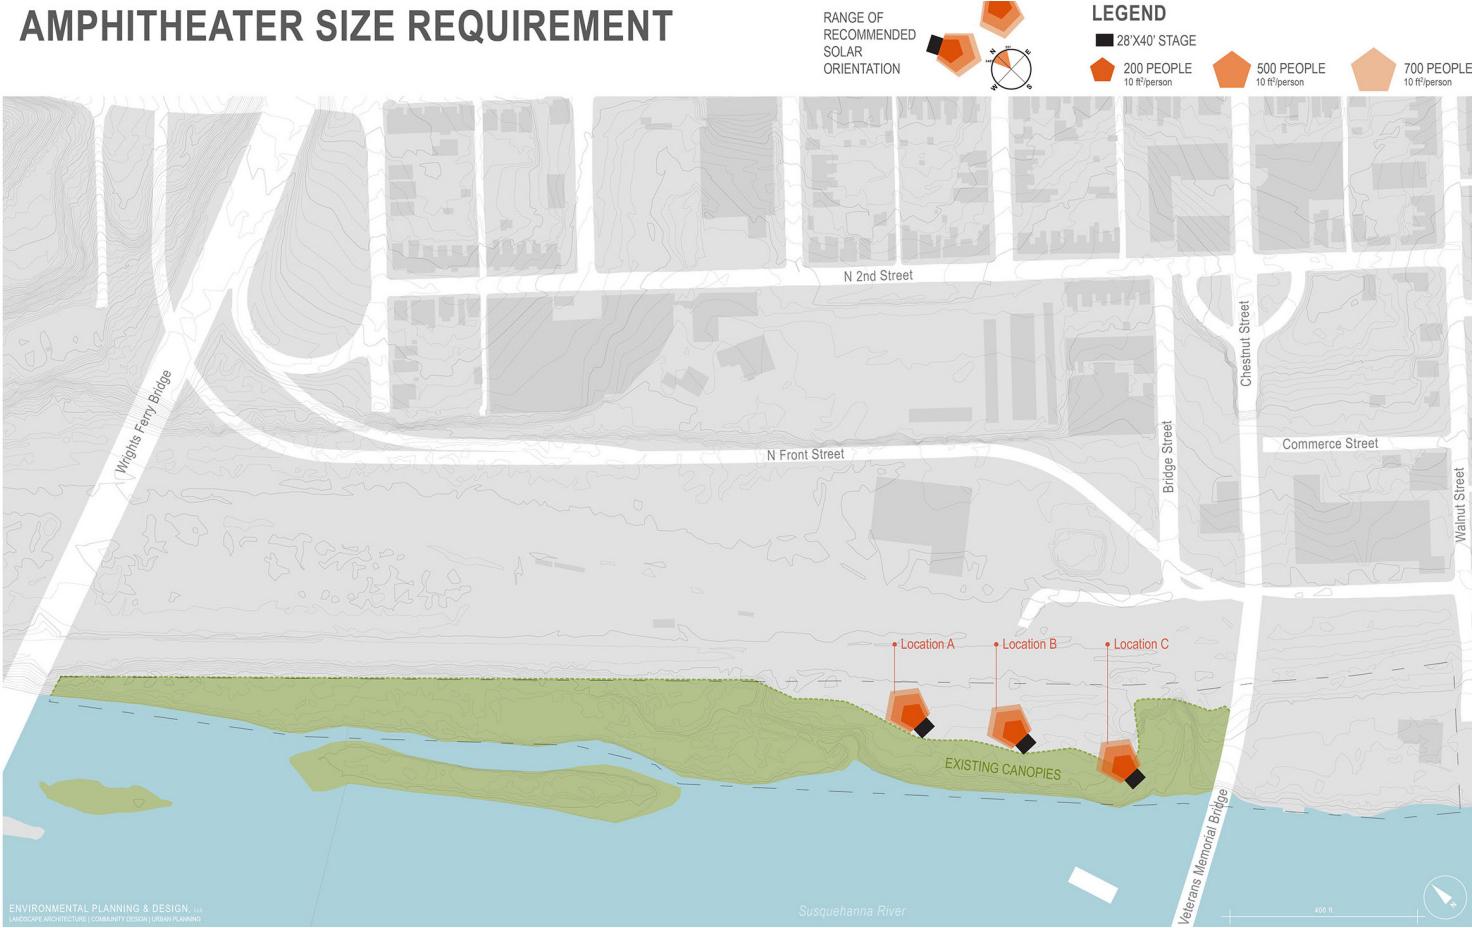 AMPHITHEATER SIZE REQUIREMENT
RANGE OF
RECOMMENDED
SOLAR
ORIENTATION
N
E
W
S
LEGEND
28'X40' STAGE
200 PEOPLE
10 ft²/person
500 PEOPLE
10 ft²/person
700 PEOPLE
10 ft²/person
N 2nd Street
Wrights Ferry Bridge
N Front Street
Bridge Street
Chestnut Street
Commerce Street
Walnut Street
Location A
Location B
Location C
EXISTING CANOPIES
Veterans Memorial Bridge
Susquehanna River
ENVIRONMENTAL PLANNING & DESIGN, LLC
LANDSCAPE ARCHITECTURE | COMMUNITY DESIGN | URBAN PLANNING
400 ft
N